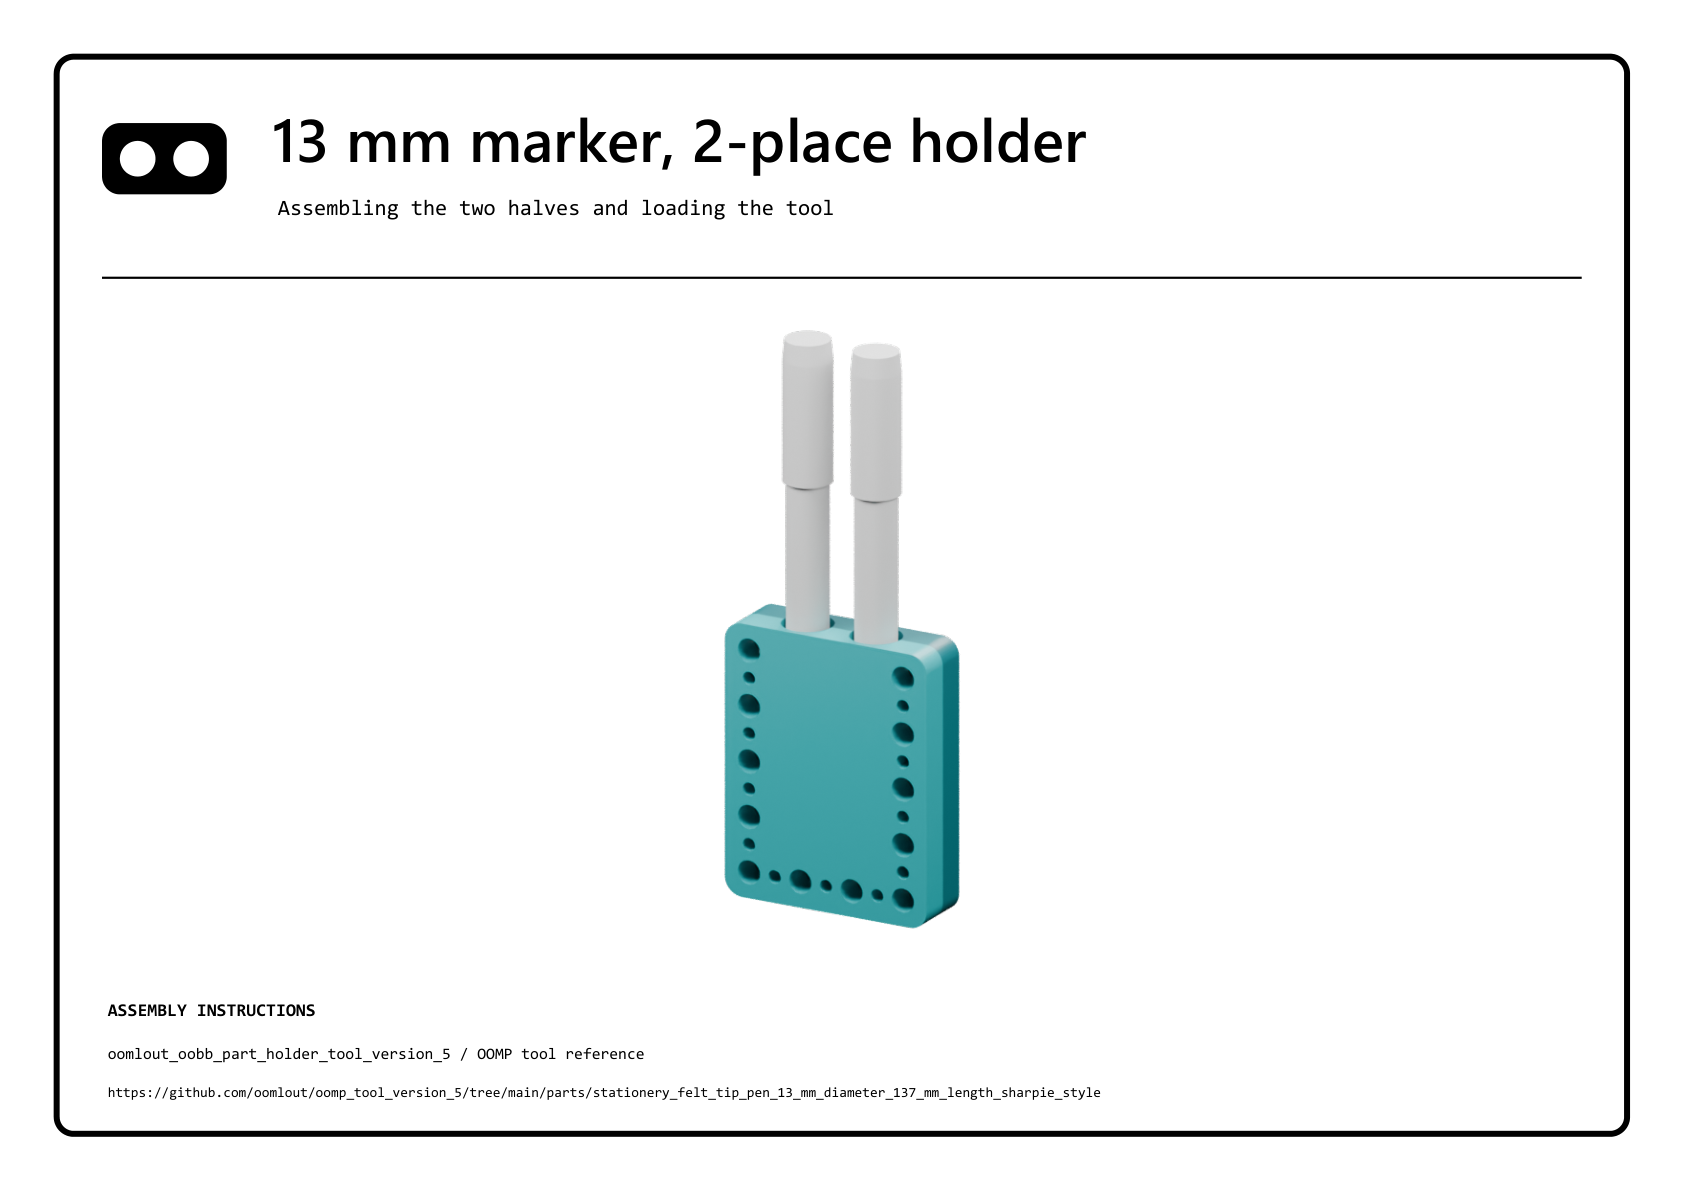 13 mm marker, 2-place holder
Assembling the two halves and loading the tool
ASSEMBLY INSTRUCTIONS
oomlout_oobb_part_holder_tool_version_5 / OOMP tool reference
https://github.com/oomlout/oomp_tool_version_5/tree/main/parts/stationery_felt_tip_pen_13_mm_diameter_137_mm_length_sharpie_style